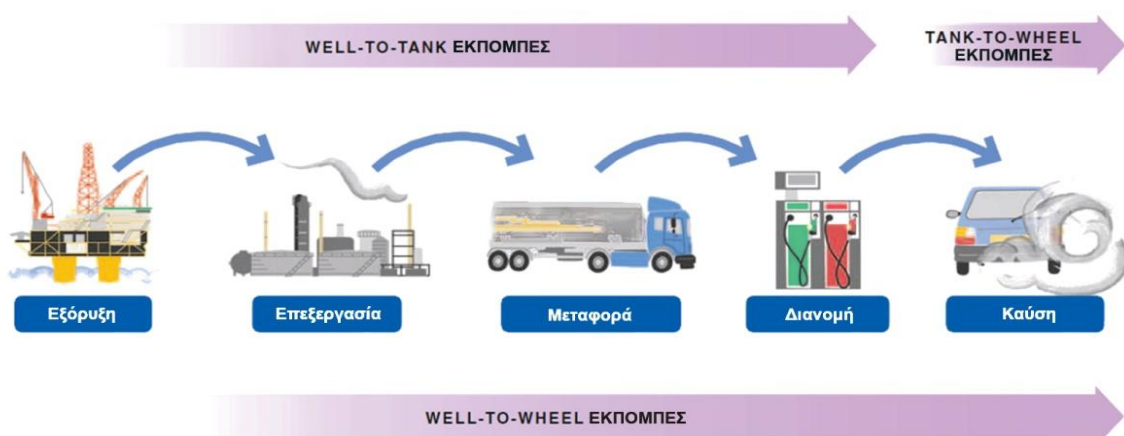 WELL-TO-TANK ΕΚΠΟΜΠΕΣ
TANK-TO-WHEEL
ΕΚΠΟΜΠΕΣ
Εξόρυξη
Επεξεργασία
Μεταφορά
Διανομή
Καύση
WELL-TO-WHEEL ΕΚΠΟΜΠΕΣ